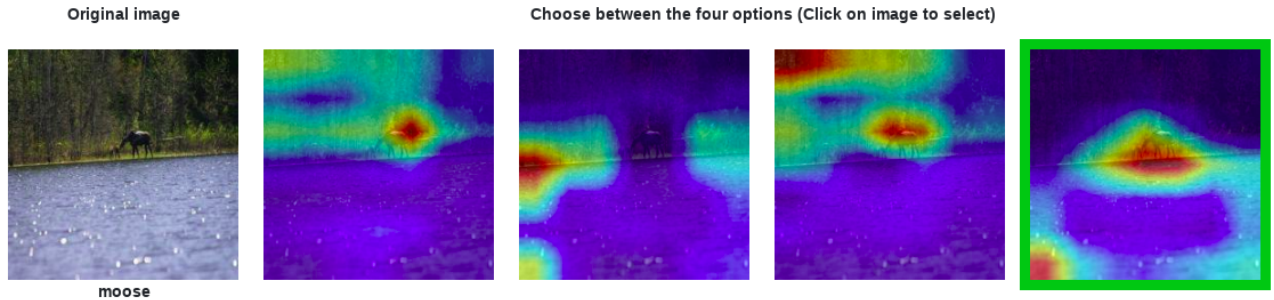 Original image
Choose between the four options (Click on image to select)
moose